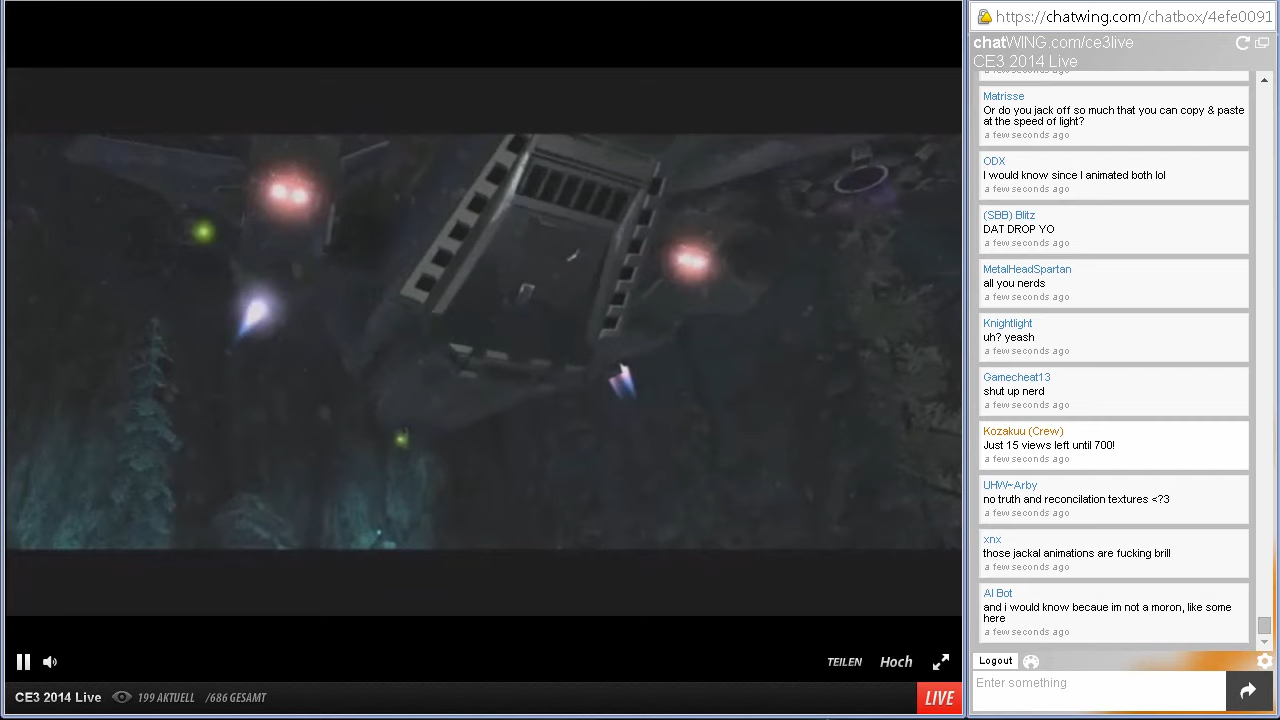 https://chatwing.com/chatbox/4efe0091
chatWING.com/ce3live
CE3 2014 Live
a few seconds ago
Matrisse
Or do you jack off so much that you can copy & paste
at the speed of light?
a few seconds ago
ODX
I would know since I animated both lol
a few seconds ago
(SBB) Blitz
DAT DROP YO
a few seconds ago
MetalHeadSpartan
all you nerds
a few seconds ago
Knightlight
uh? yeash
a few seconds ago
Gamecheat13
shut up nerd
a few seconds ago
Kozakuu (Crew)
Just 15 views left until 700!
a few seconds ago
UHW~Arby
no truth and reconcilation textures <?3
a few seconds ago
xnx
those jackal animations are fucking brill
a few seconds ago
AI Bot
and i would know becaue im not a moron, like some
here
a few seconds ago
Logout
Enter something
TEILEN Hoch
CE3 2014 Live 199 AKTUELL /686 GESAMT LIVE